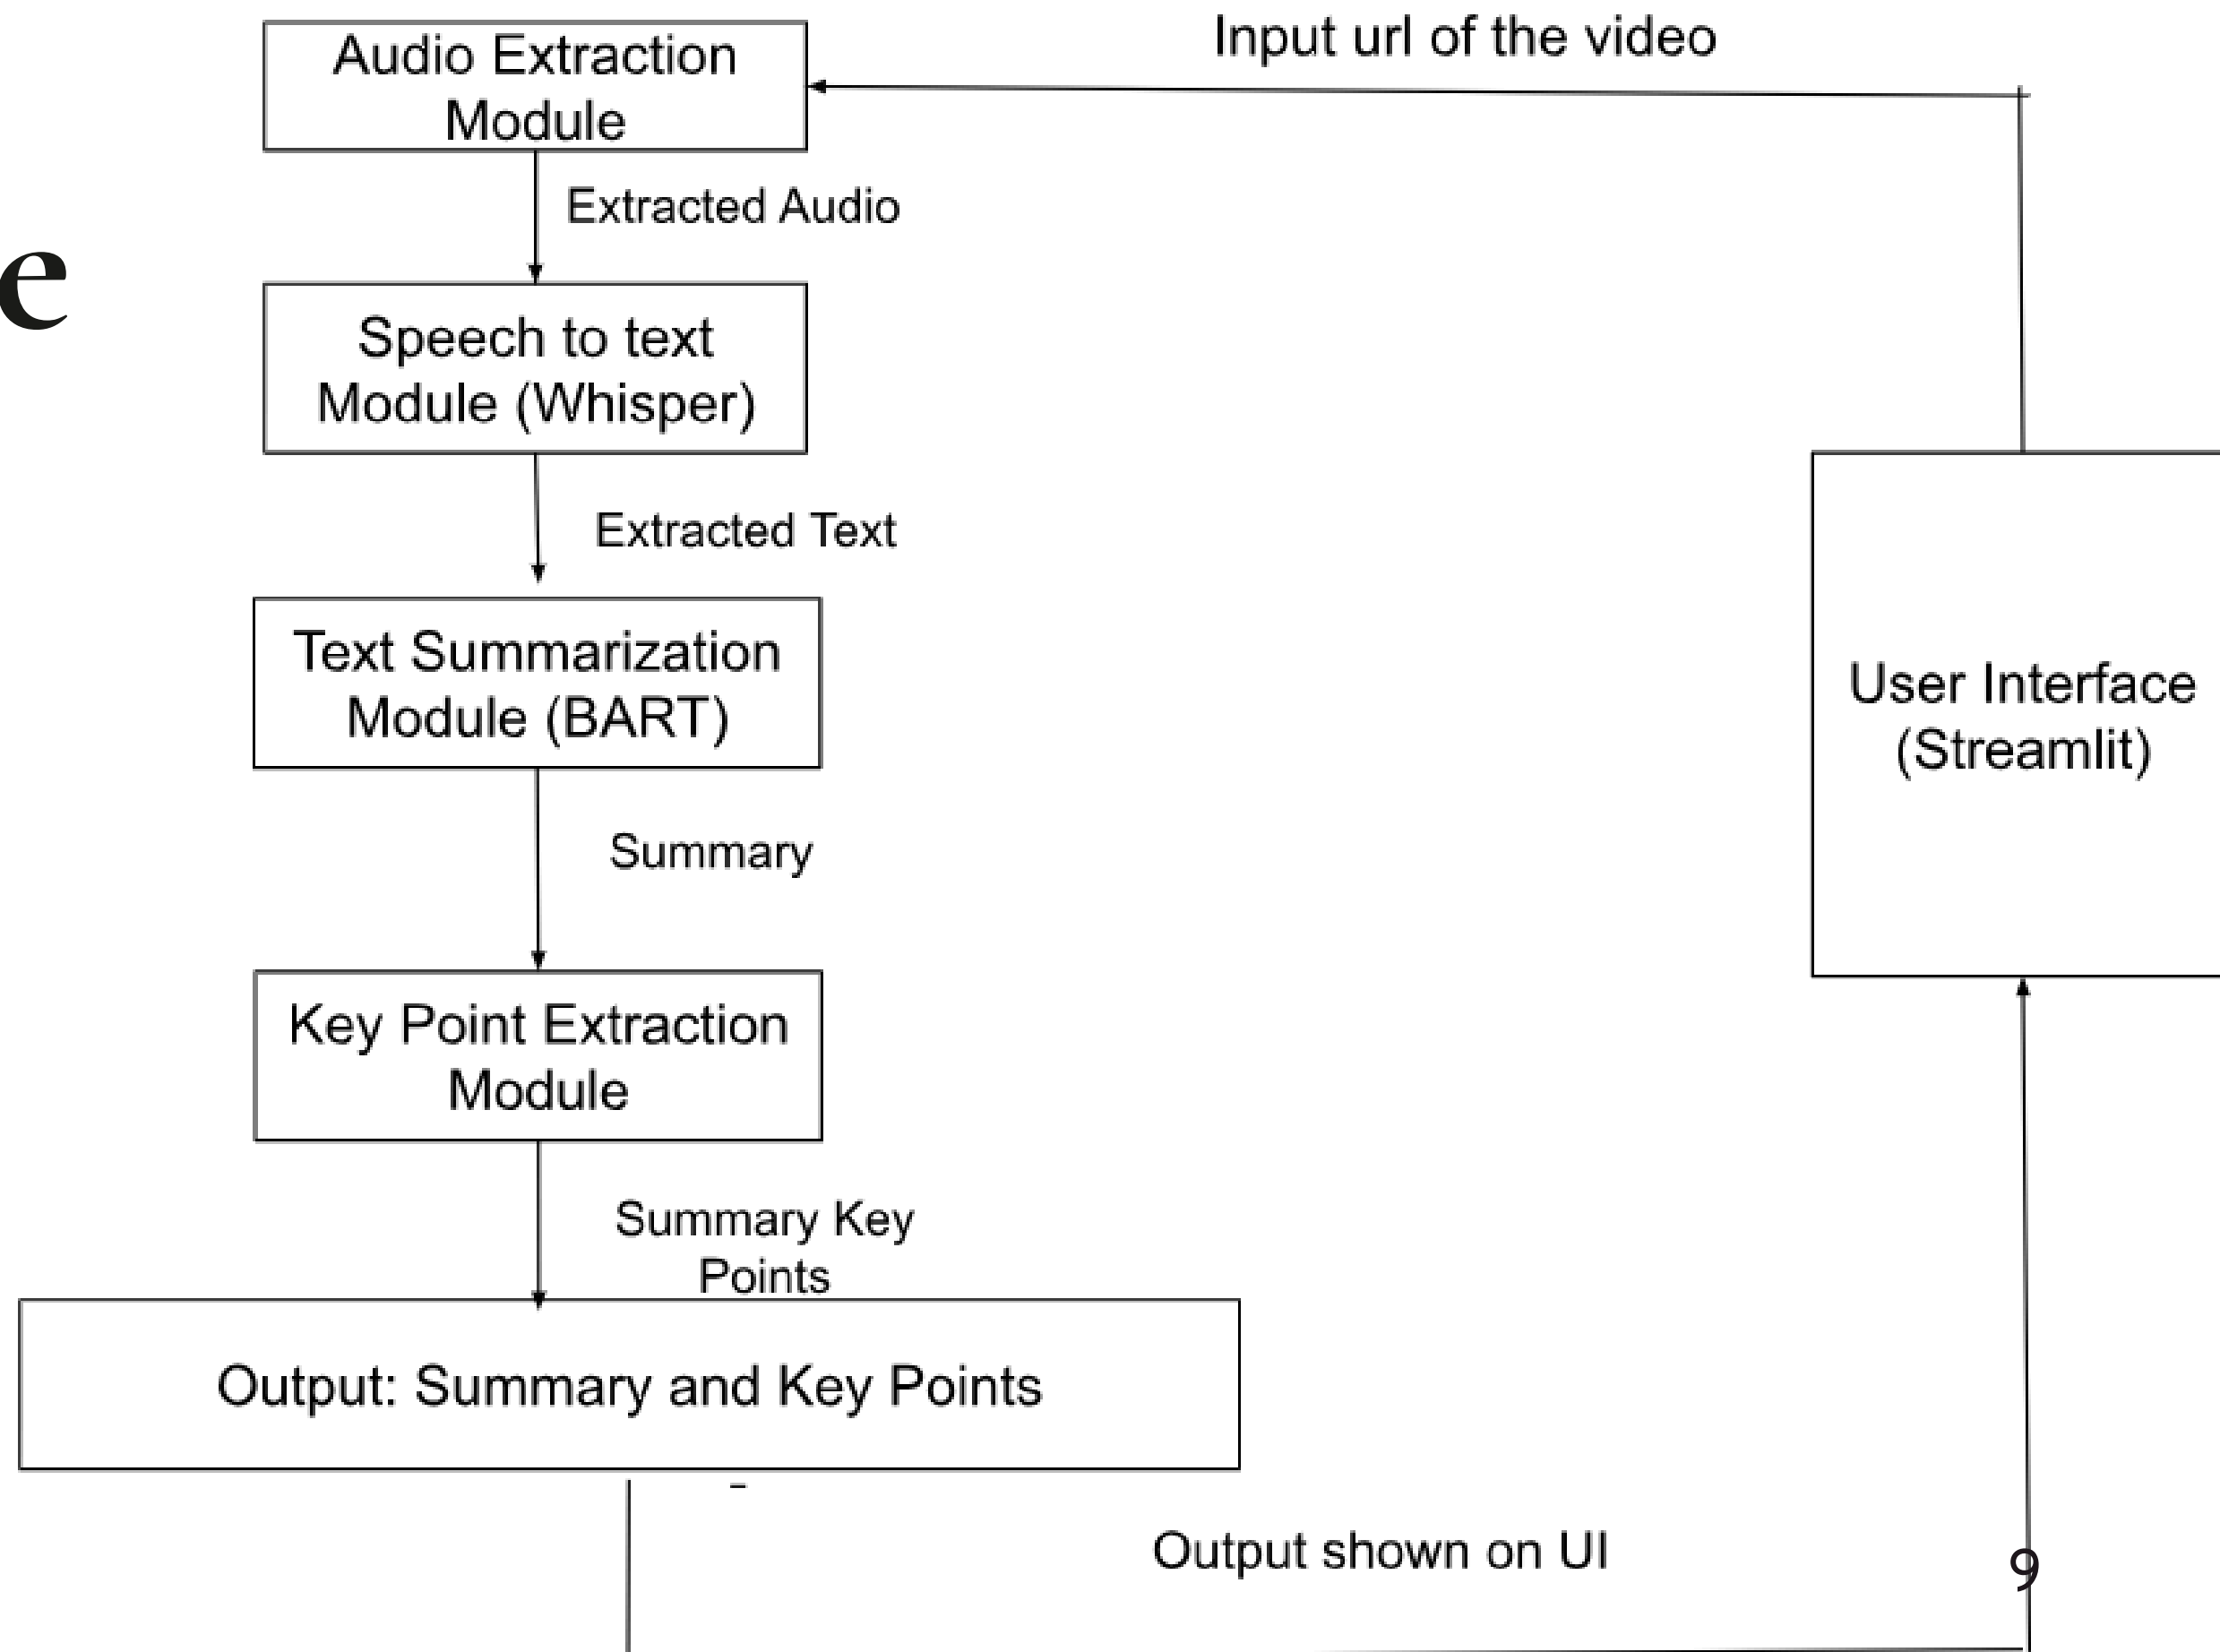 Input url of the video
Audio Extraction
Module
Extracted Audio
e
Speech to text
Module (Whisper)
Extracted Text
Text Summarization
Module (BART)
User Interface
(Streamlit)
Summary
Key Point Extraction
Module
Summary Key
Points
Output: Summary and Key Points
Output shown on UI
9